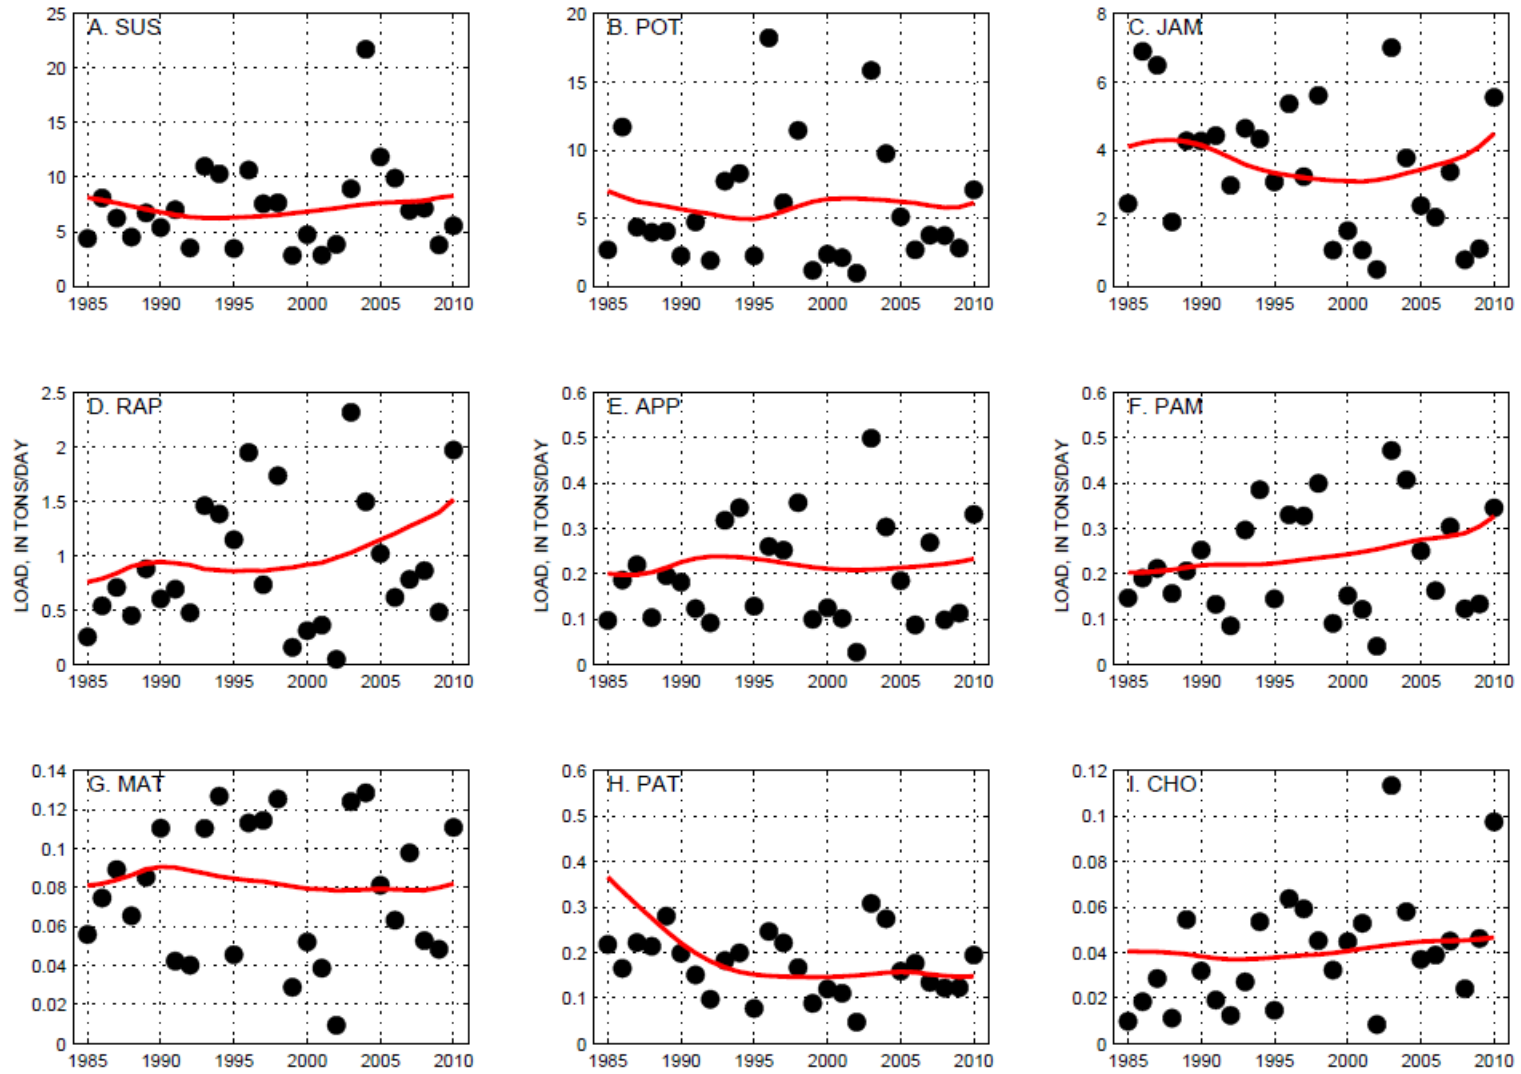 A. SUS
25
20
15
10
5
0
1985 1990 1995 2000 2005 2010
B. POT
20
15
10
5
0
1985 1990 1995 2000 2005 2010
C. JAM
8
6
4
2
0
1985 1990 1995 2000 2005 2010
D. RAP
LOAD, IN TONS/DAY
2.5
2
1.5
1
0.5
0
1985 1990 1995 2000 2005 2010
E. APP
LOAD, IN TONS/DAY
0.6
0.5
0.4
0.3
0.2
0.1
0
1985 1990 1995 2000 2005 2010
F. PAM
LOAD, IN TONS/DAY
0.6
0.5
0.4
0.3
0.2
0.1
0
1985 1990 1995 2000 2005 2010
G. MAT
0.14
0.12
0.1
0.08
0.06
0.04
0.02
0
1985 1990 1995 2000 2005 2010
H. PAT
0.6
0.5
0.4
0.3
0.2
0.1
0
1985 1990 1995 2000 2005 2010
I. CHO
0.12
0.1
0.08
0.06
0.04
0.02
0
1985 1990 1995 2000 2005 2010